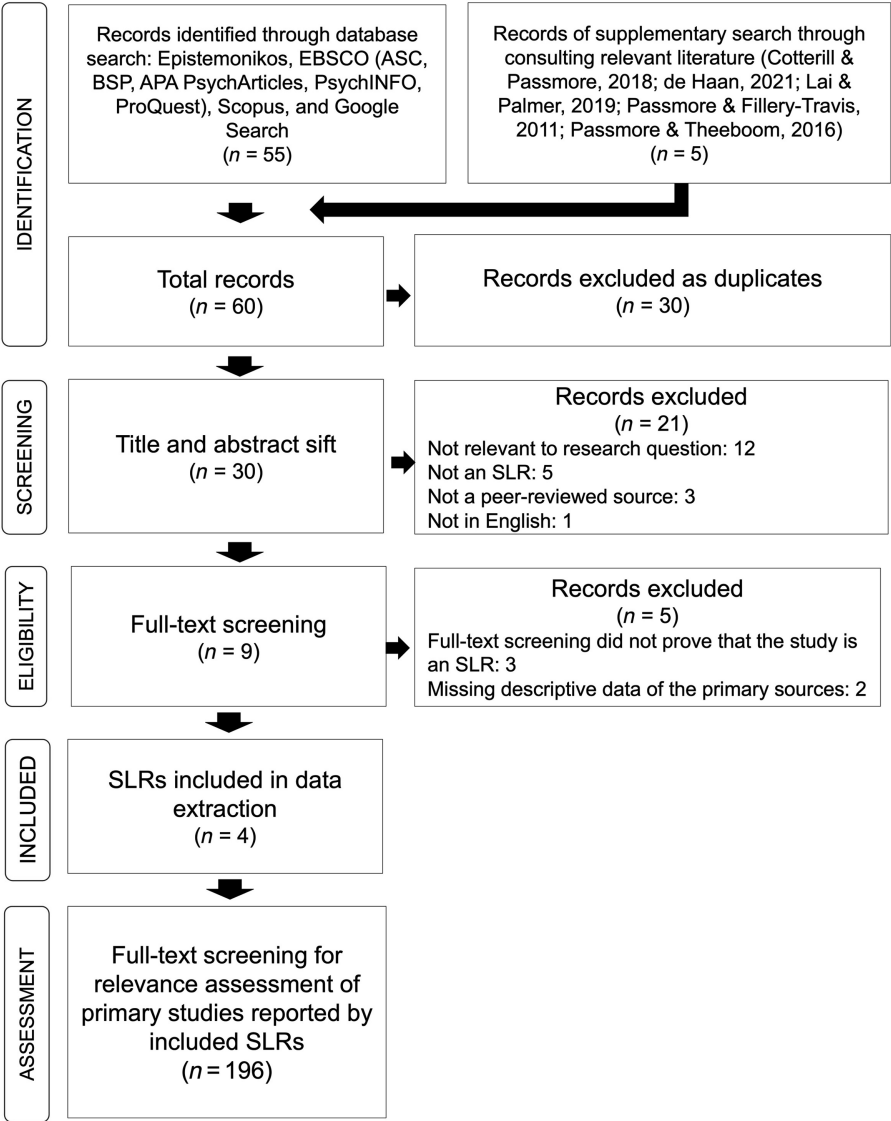 IDENTIFICATION
Records identified through database
search: Epistemonikos, EBSCO (ASC,
BSP, APA PsychArticles, PsychINFO,
ProQuest), Scopus, and Google
Search
(n = 55)
Records of supplementary search through
consulting relevant literature (Cotterill &
Passmore, 2018; de Haan, 2021; Lai &
Palmer, 2019; Passmore & Fillery-Travis,
2011; Passmore & Theeboom, 2016)
(n = 5)
Total records
(n = 60)
Records excluded as duplicates
(n = 30)
SCREENING
Title and abstract sift
(n = 30)
Records excluded
(n = 21)
Not relevant to research question: 12
Not an SLR: 5
Not a peer-reviewed source: 3
Not in English: 1
ELIGIBILITY
Full-text screening
(n = 9)
Records excluded
(n = 5)
Full-text screening did not prove that the study is
an SLR: 3
Missing descriptive data of the primary sources: 2
INCLUDED
SLRs included in data
extraction
(n = 4)
ASSESSMENT
Full-text screening for
relevance assessment of
primary studies reported by
included SLRs
(n = 196)